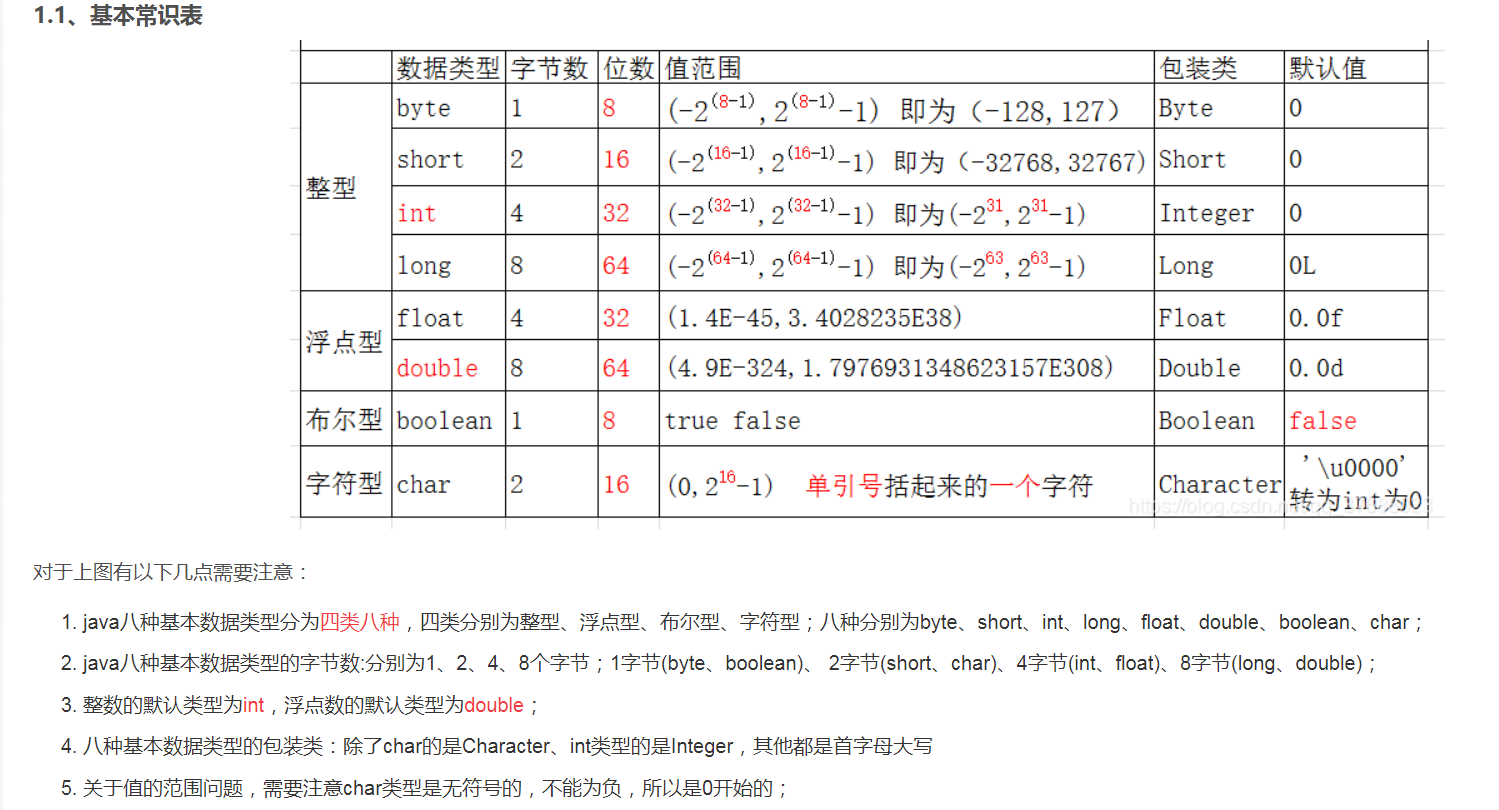 1.1、基本常识表
数据类型 字节数 位数 值范围 包装类 默认值
整型
byte 1 8 (-2^(8-1),2^(8-1)-1) 即为（-128,127） Byte 0
short 2 16 (-2^(16-1),2^(16-1)-1) 即为（-32768,32767) Short 0
int 4 32 (-2^(32-1),2^(32-1)-1) 即为(-2^31,2^31-1) Integer 0
long 8 64 (-2^(64-1),2^(64-1)-1) 即为(-2^63,2^63-1) Long 0L
浮点型
float 4 32 (1.4E-45,3.4028235E38) Float 0.0f
double 8 64 (4.9E-324,1.7976931348623157E308) Double 0.0d
布尔型 boolean 1 8 true false Boolean false
字符型 char 2 16 (0,2^16-1) 单引号括起来的一个字符 Character '\u0000'
转为int为0
https://blog.csdn.n
对于上图有以下几点需要注意：
1. java八种基本数据类型分为四类八种，四类分别为整型、浮点型、布尔型、字符型；八种分别为byte、short、int、long、float、double、boolean、char；
2. java八种基本数据类型的字节数:分别为1、2、4、8个字节；1字节(byte、boolean)、 2字节(short、char)、4字节(int、float)、8字节(long、double)；
3. 整数的默认类型为int，浮点数的默认类型为double；
4. 八种基本数据类型的包装类：除了char的是Character、int类型的是Integer，其他都是首字母大写
5. 关于值的范围问题，需要注意char类型是无符号的，不能为负，所以是0开始的；